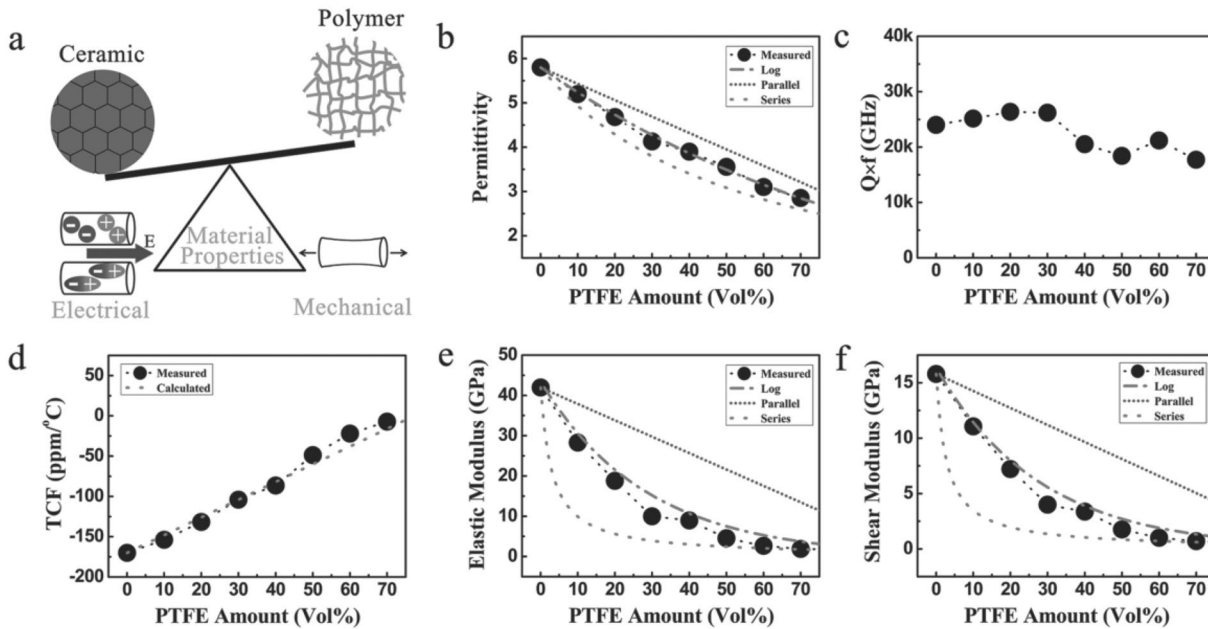 a
Ceramic
Polymer
Material
Properties
E
Electrical
Mechanical
b
Permittivity
6
5
4
3
2
Measured
Log
Parallel
Series
0 10 20 30 40 50 60 70
PTFE Amount (Vol%)
c
Q×f (GHz)
40k
30k
20k
10k
0
0 10 20 30 40 50 60 70
PTFE Amount (Vol%)
d
TCF (ppm/°C)
50
0
-50
-100
-150
-200
Measured
Calculated
0 10 20 30 40 50 60 70
PTFE Amount (Vol%)
e
Elastic Modulus (GPa)
50
40
30
20
10
0
Measured
Log
Parallel
Series
0 10 20 30 40 50 60 70
PTFE Amount (Vol%)
f
Shear Modulus (GPa)
15
10
5
0
Measured
Log
Parallel
Series
0 10 20 30 40 50 60 70
PTFE Amount (Vol%)